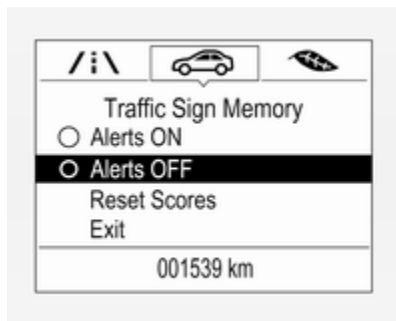 Traffic Sign Memory
Alerts ON
Alerts OFF
Reset Scores
Exit
001539 km